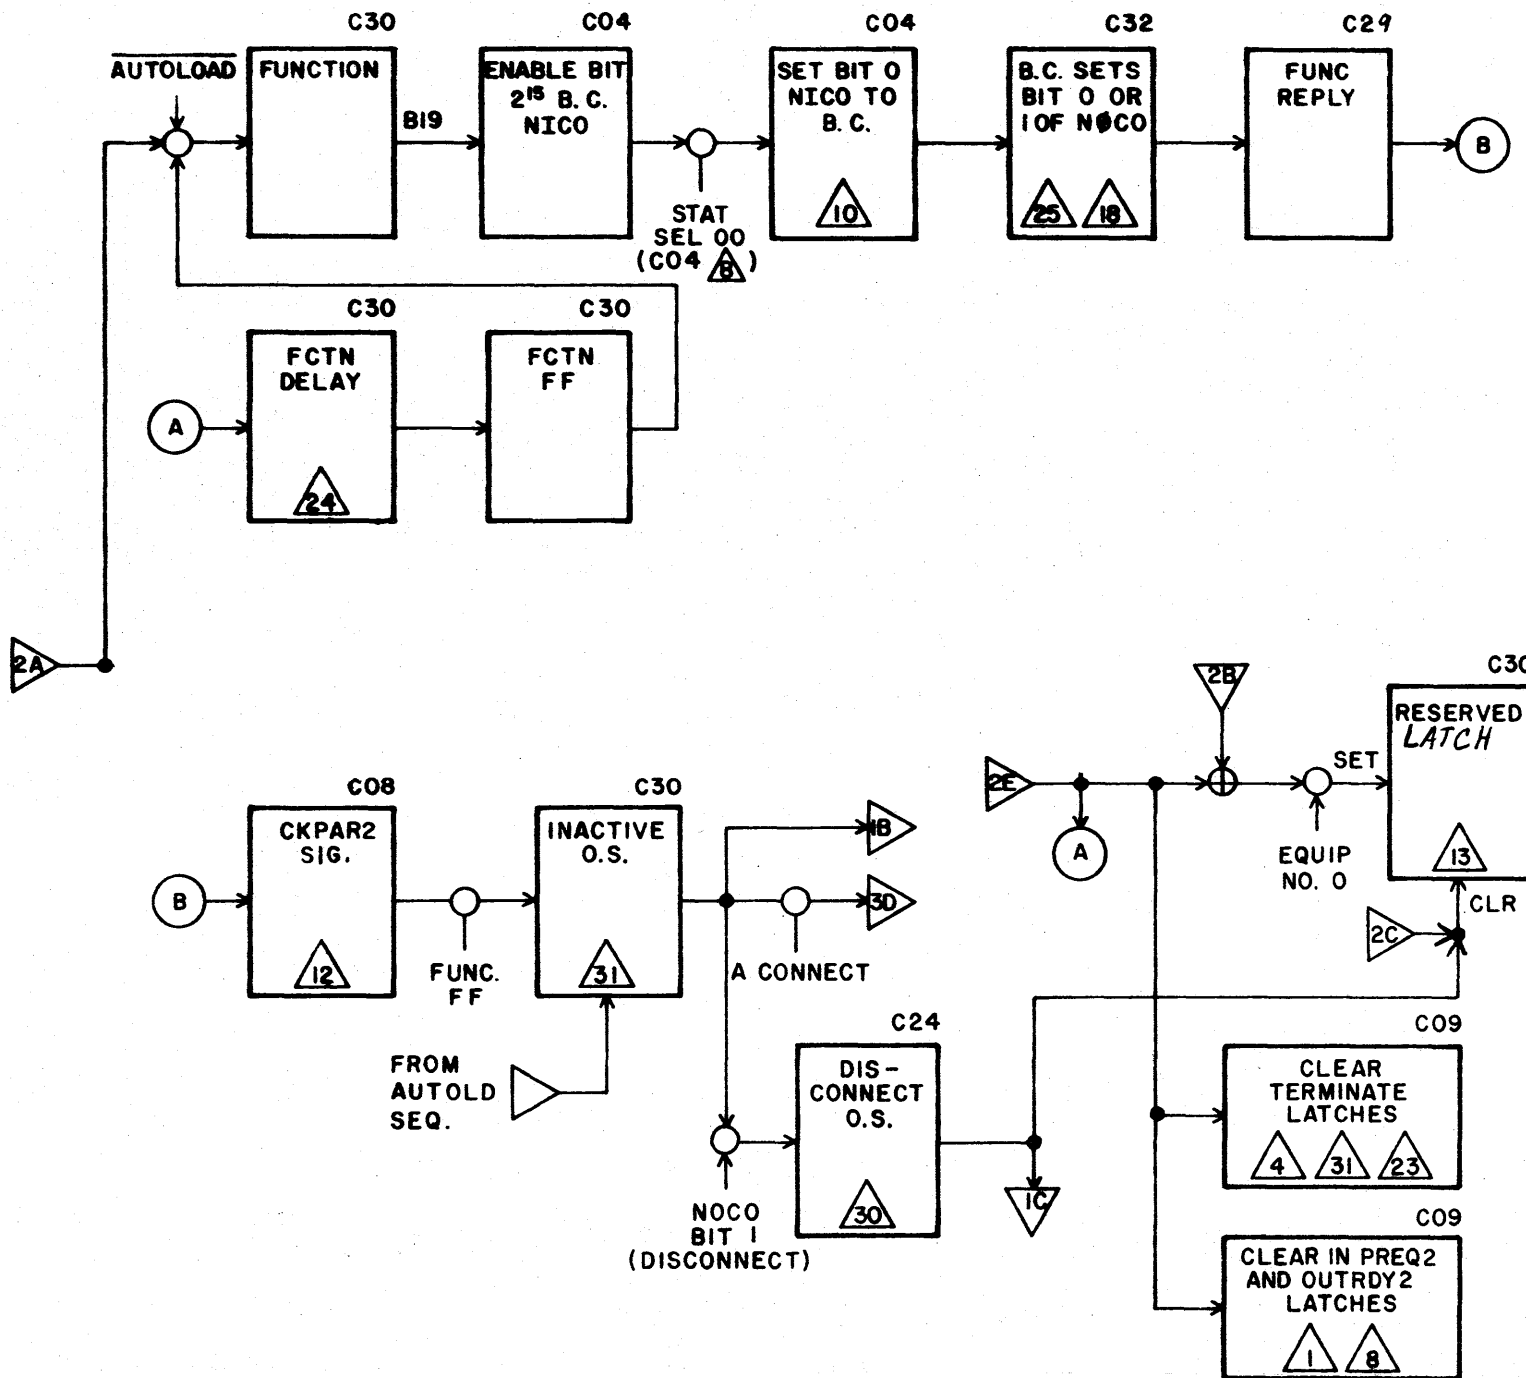 C30
C04
C04
C32
C29
AUTOLOAD
FUNCTION
B19
ENABLE BIT
2¹⁵ B.C.
NICO
STAT
SEL 00
(C04 8)
SET BIT 0
NICO TO
B.C.
10
B.C. SETS
BIT 0 OR
1 OF NØCO
25 18
FUNC
REPLY
B
C30
C30
A
FCTN
DELAY
24
FCTN
FF
2A
2B
C30
2E
A
SET
EQUIP
NO. 0
RESERVED
LATCH
13
CLR
2C
C08
C30
B
CKPAR2
SIG.
12
FUNC.
FF
INACTIVE
O.S.
31
1B
3D
A CONNECT
FROM
AUTOLD
SEQ.
C24
NOCO
BIT 1
(DISCONNECT)
DIS-
CONNECT
O.S.
30
1C
C09
CLEAR
TERMINATE
LATCHES
4 31 23
C09
CLEAR IN PREQ2
AND OUTRDY2
LATCHES
1 8